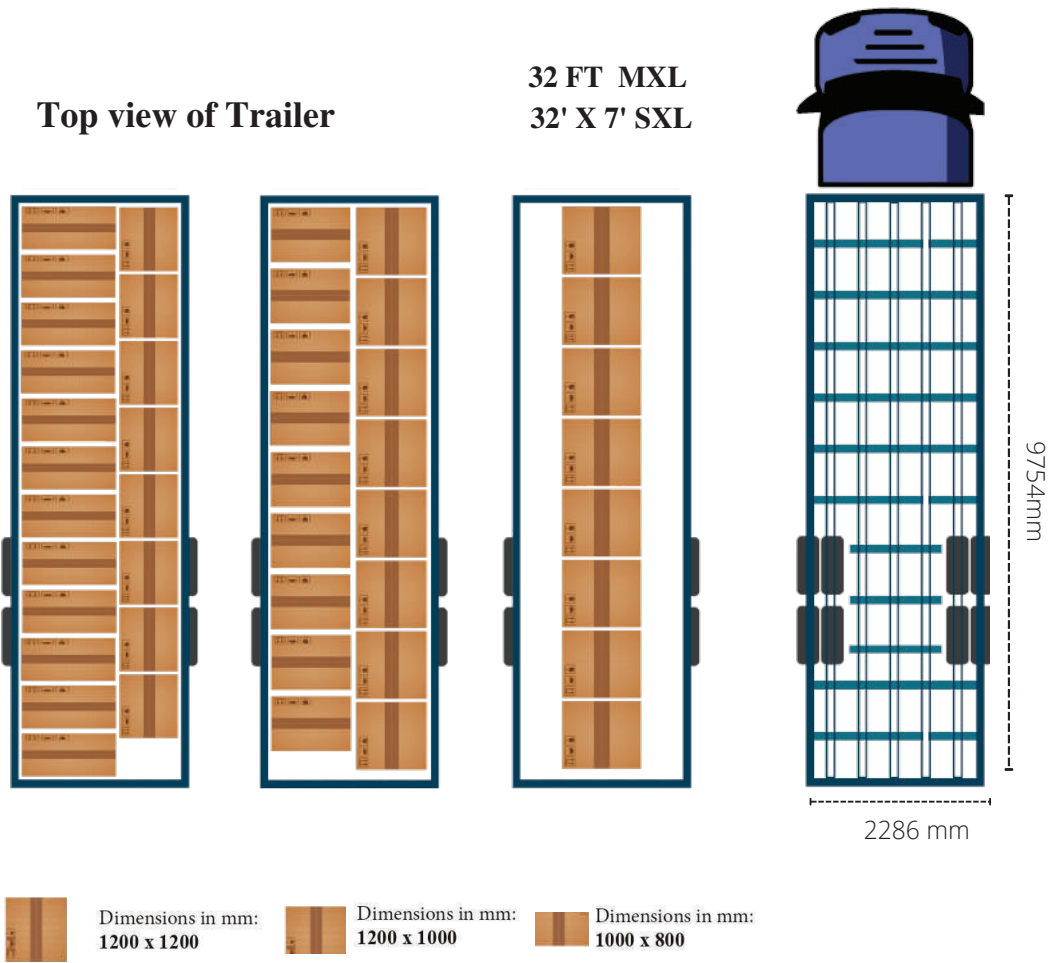 32 FT MXL
Top view of Trailer
32' X 7' SXL
9754mm
2286 mm
Dimensions in mm:
1200 x 1200
Dimensions in mm:
1200 x 1000
Dimensions in mm:
1000 x 800